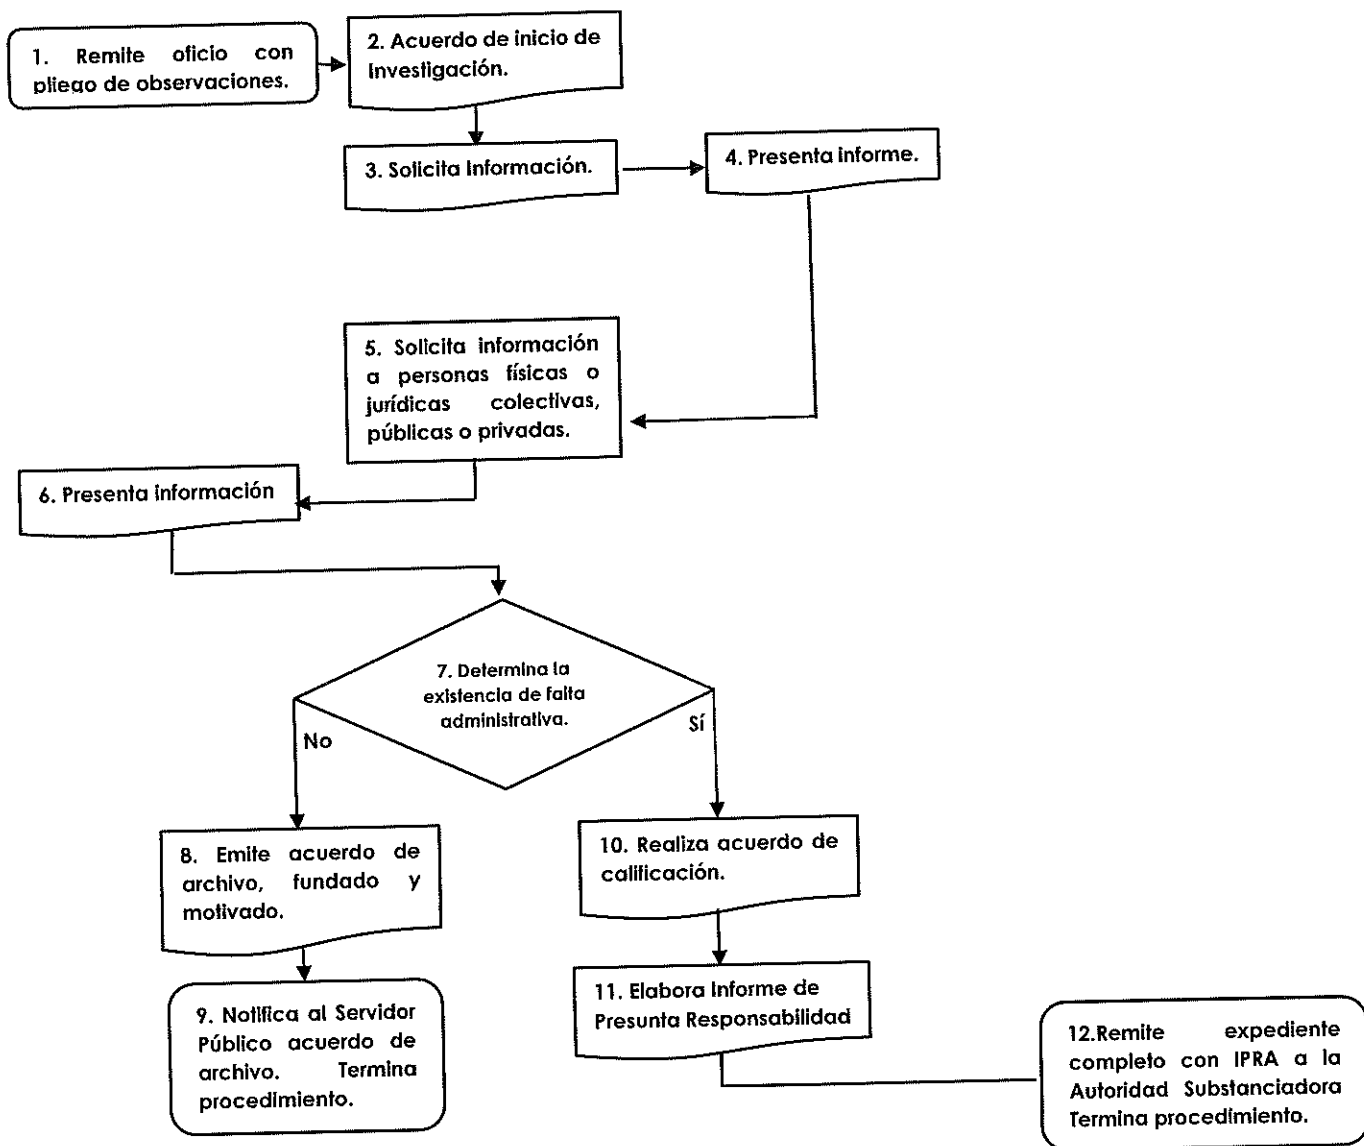 1. Remite oficio con
pliego de observaciones.
2. Acuerdo de inicio de
Investigación.
3. Solicita Información.
4. Presenta informe.
5. Solicita información
a personas físicas o
jurídicas colectivas,
públicas o privadas.
6. Presenta información
7. Determina la
existencia de falta
administrativa.
No
Sí
8. Emite acuerdo de
archivo, fundado y
motivado.
9. Notifica al Servidor
Público acuerdo de
archivo. Termina
procedimiento.
10. Realiza acuerdo de
calificación.
11. Elabora Informe de
Presunta Responsabilidad
12.Remite expediente
completo con IPRA a la
Autoridad Substanciadora
Termina procedimiento.